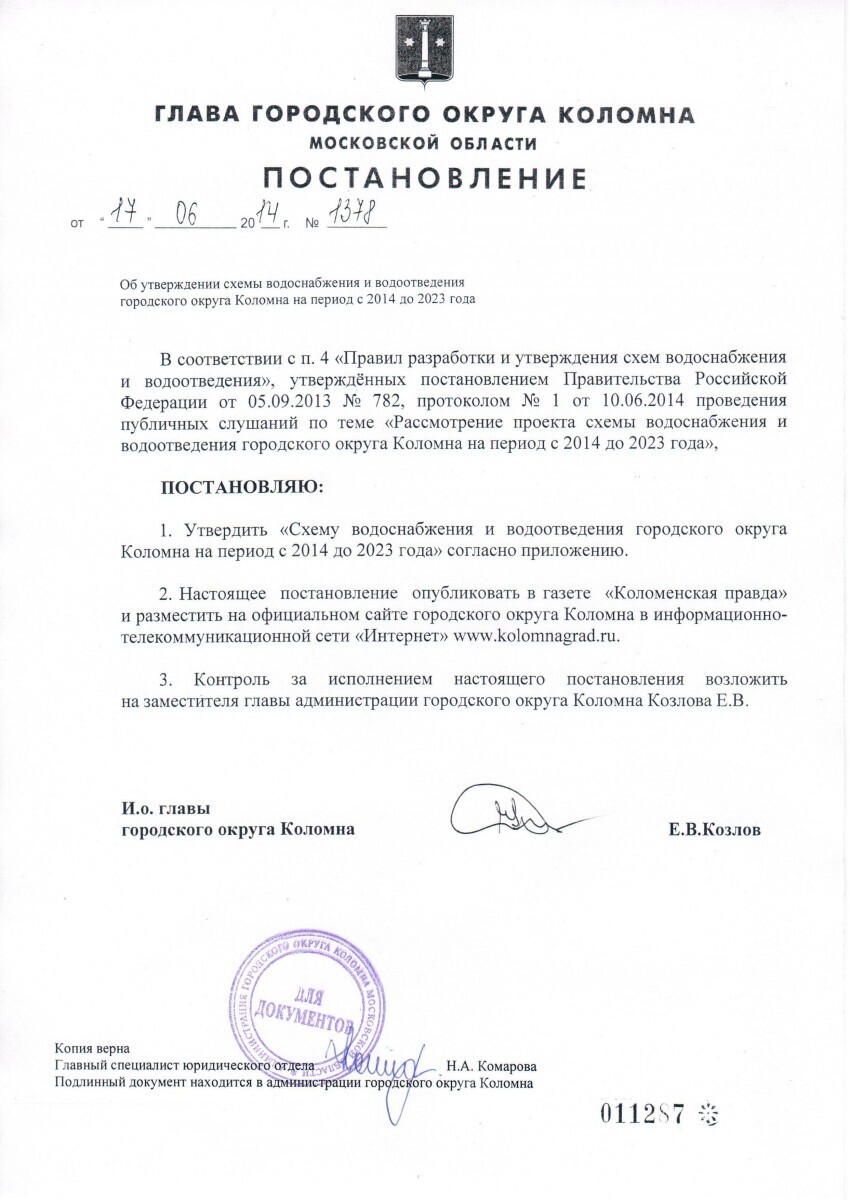 ГЛАВА ГОРОДСКОГО ОКРУГА КОЛОМНА
МОСКОВСКОЙ ОБЛАСТИ
ПОСТАНОВЛЕНИЕ
от "17" 06 2014 г. № 1378
Об утверждении схемы водоснабжения и водоотведения
городского округа Коломна на период с 2014 до 2023 года
В соответствии с п. 4 «Правил разработки и утверждения схем водоснабжения
и водоотведения», утверждённых постановлением Правительства Российской
Федерации от 05.09.2013 № 782, протоколом № 1 от 10.06.2014 проведения
публичных слушаний по теме «Рассмотрение проекта схемы водоснабжения и
водоотведения городского округа Коломна на период с 2014 до 2023 года»,
ПОСТАНОВЛЯЮ:
1. Утвердить «Схему водоснабжения и водоотведения городского округа
Коломна на период с 2014 до 2023 года» согласно приложению.
2. Настоящее постановление опубликовать в газете «Коломенская правда»
и разместить на официальном сайте городского округа Коломна в информационно-
телекоммуникационной сети «Интернет» www.kolomnagrad.ru.
3. Контроль за исполнением настоящего постановления возложить
на заместителя главы администрации городского округа Коломна Козлова Е.В.
И.о. главы
городского округа Коломна Е.В.Козлов
АДМИНИСТРАЦИЯ ГОРОДСКОГО ОКРУГА КОЛОМНА МОСКОВСКОЙ ОБЛАСТИ
ДЛЯ
ДОКУМЕНТОВ
Копия верна
Главный специалист юридического отдела Н.А. Комарова
Подлинный документ находится в администрации городского округа Коломна
011287